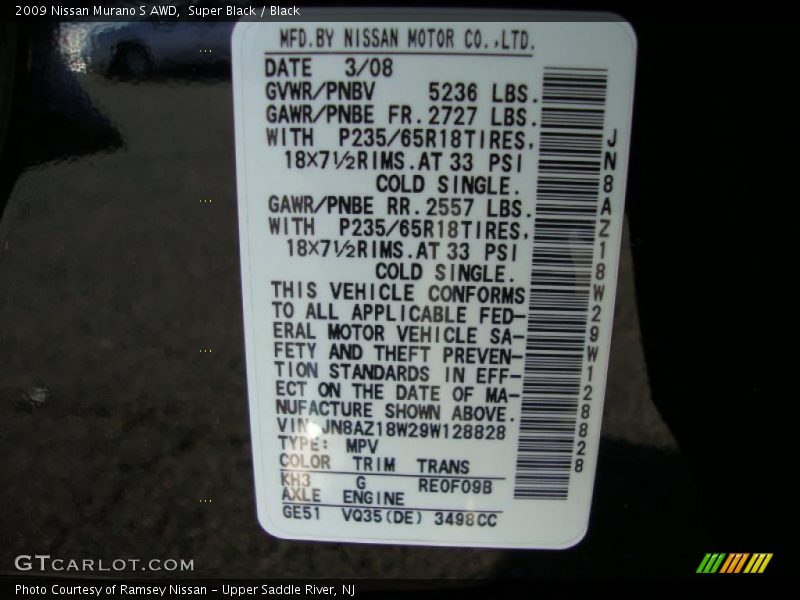 2009 Nissan Murano S AWD,  Super Black / Black
MFD.BY NISSAN MOTOR CO.,LTD.
DATE 3/08
GVWR/PNBV 5236 LBS.
GAWR/PNBE FR.2727 LBS.
WITH P235/65R18TIRES,
18X7½RIMS.AT 33 PSI
COLD SINGLE.
GAWR/PNBE RR.2557 LBS.
WITH P235/65R18TIRES,
18X7½RIMS.AT 33 PSI
COLD SINGLE.
THIS VEHICLE CONFORMS
TO ALL APPLICABLE FED-
ERAL MOTOR VEHICLE SA-
FETY AND THEFT PREVEN-
TION STANDARDS IN EFF-
ECT ON THE DATE OF MA-
NUFACTURE SHOWN ABOVE.
VIN JN8AZ18W29W128828
TYPE: MPV
COLOR TRIM TRANS
KH3 G RE0F09B
AXLE ENGINE
GE51 VQ35(DE) 3498CC
JN8AZ18W29W128828
GTCARLOT.COM
Photo Courtesy of Ramsey Nissan - Upper Saddle River, NJ